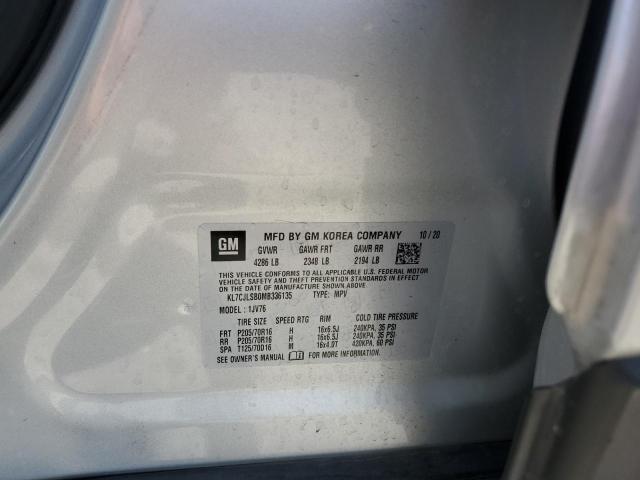 GM MFD BY GM KOREA COMPANY 10/20
GVWR GAWR FRT GAWR RR
4286 LB 2348 LB 2194 LB
THIS VEHICLE CONFORMS TO ALL APPLICABLE U.S. FEDERAL MOTOR
VEHICLE SAFETY AND THEFT PREVENTION STANDARDS IN EFFECT
ON THE DATE OF MANUFACTURE SHOWN ABOVE.
KL7CJLSB0MB336135 TYPE: MPV
MODEL : 1JV76
TIRE SIZE SPEED RTG RIM COLD TIRE PRESSURE
FRT P205/70R16 H 16x6.5J 240KPA, 35 PSI
RR P205/70R16 H 16x6.5J 240KPA, 35 PSI
SPA T125/70D16 M 16x4.0T 420KPA, 60 PSI
SEE OWNER'S MANUAL FOR MORE INFORMATION.